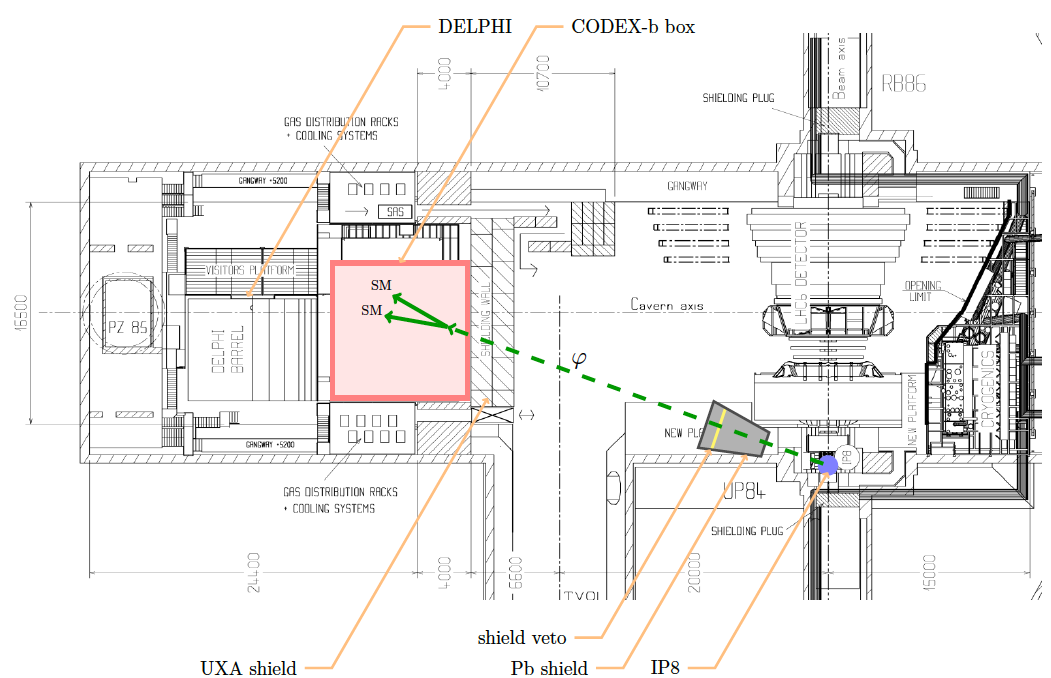 DELPHI
CODEX-b box
4000
10700
Beam axis
RB86
SHIELDING PLUG
GAS DISTRIBUTION RACKS
+ COOLING SYSTEMS
GANGWAY +5200
GANGWAY
SAS
16500
VISITORS PLATFORM
LHCb DETECTOR
OPENING
LIMIT
SM
SM
Cavern axis
PZ 85
DELPHI
BARREL
SHIELDING WALL
φ
CRYOGENICS
NEW PLATFORM
NEW PLA
IP8
GANGWAY +5200
UP84
GAS DISTRIBUTION RACKS
+ COOLING SYSTEMS
SHIELDING PLUG
24400
4000
6600
20000
15000
shield veto
UXA shield
Pb shield
IP8